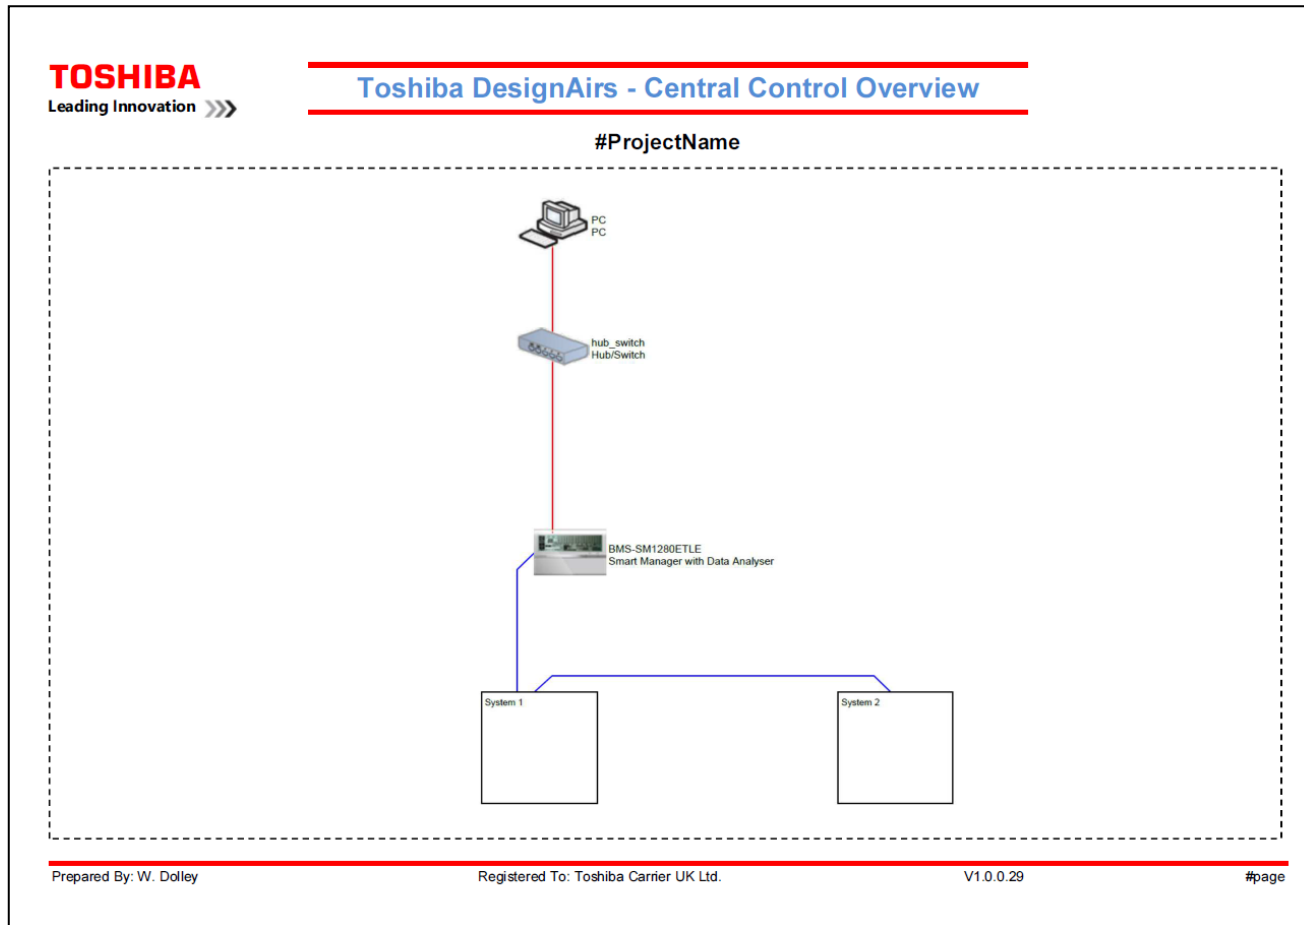 TOSHIBA
Leading Innovation
Toshiba DesignAirs - Central Control Overview
#ProjectName
PC
PC
hub_switch
Hub/Switch
BMS-SM1280ETLE
Smart Manager with Data Analyser
System 1
System 2
Prepared By: W. Dolley
Registered To: Toshiba Carrier UK Ltd.
V1.0.0.29
#page